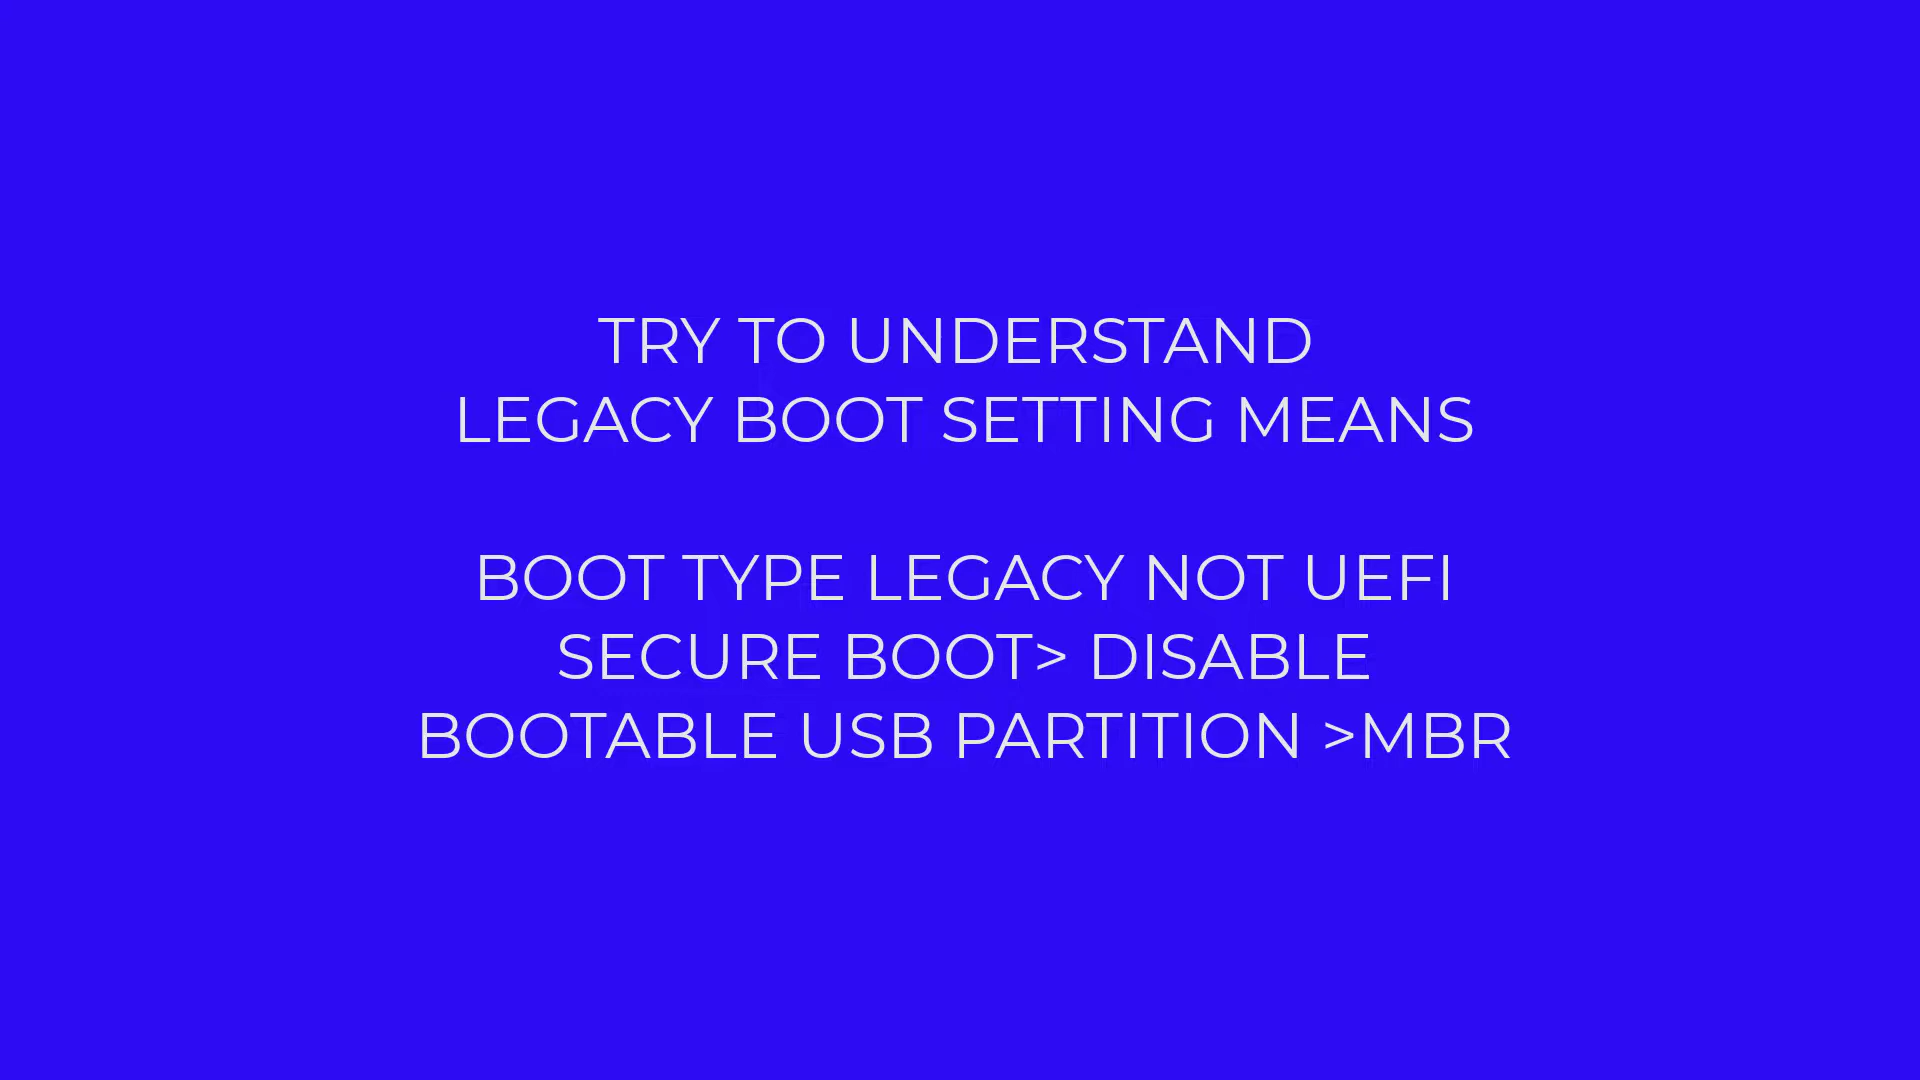 TRY TO UNDERSTAND
LEGACY BOOT SETTING MEANS
BOOT TYPE LEGACY NOT UEFI
SECURE BOOT> DISABLE
BOOTABLE USB PARTITION >MBR